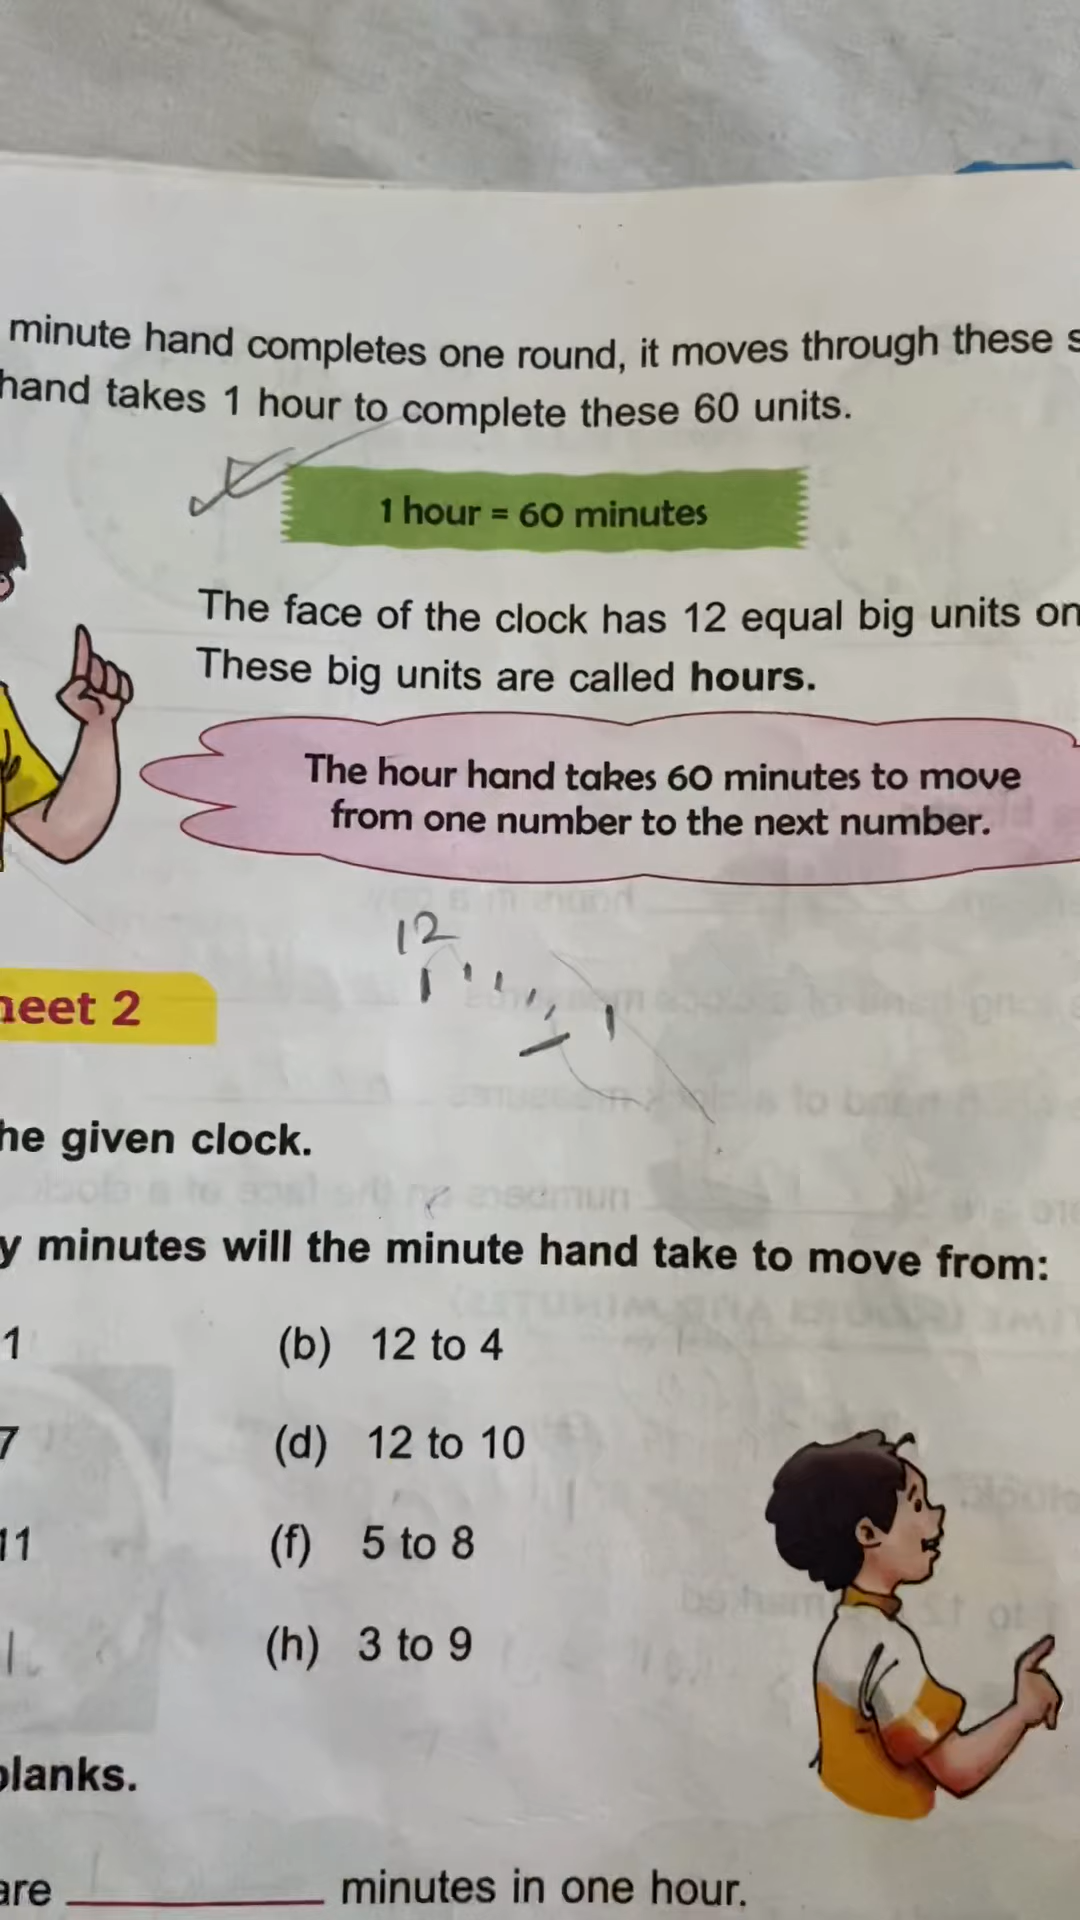 minute hand completes one round, it moves through these
hand takes 1 hour to complete these 60 units.
1 hour = 60 minutes
The face of the clock has 12 equal big units on
These big units are called hours.
The hour hand takes 60 minutes to move
from one number to the next number.
12
heet 2
he given clock.
y minutes will the minute hand take to move from:
1 (b) 12 to 4
7 (d) 12 to 10
11 (f) 5 to 8
(h) 3 to 9
blanks.
are ____________ minutes in one hour.